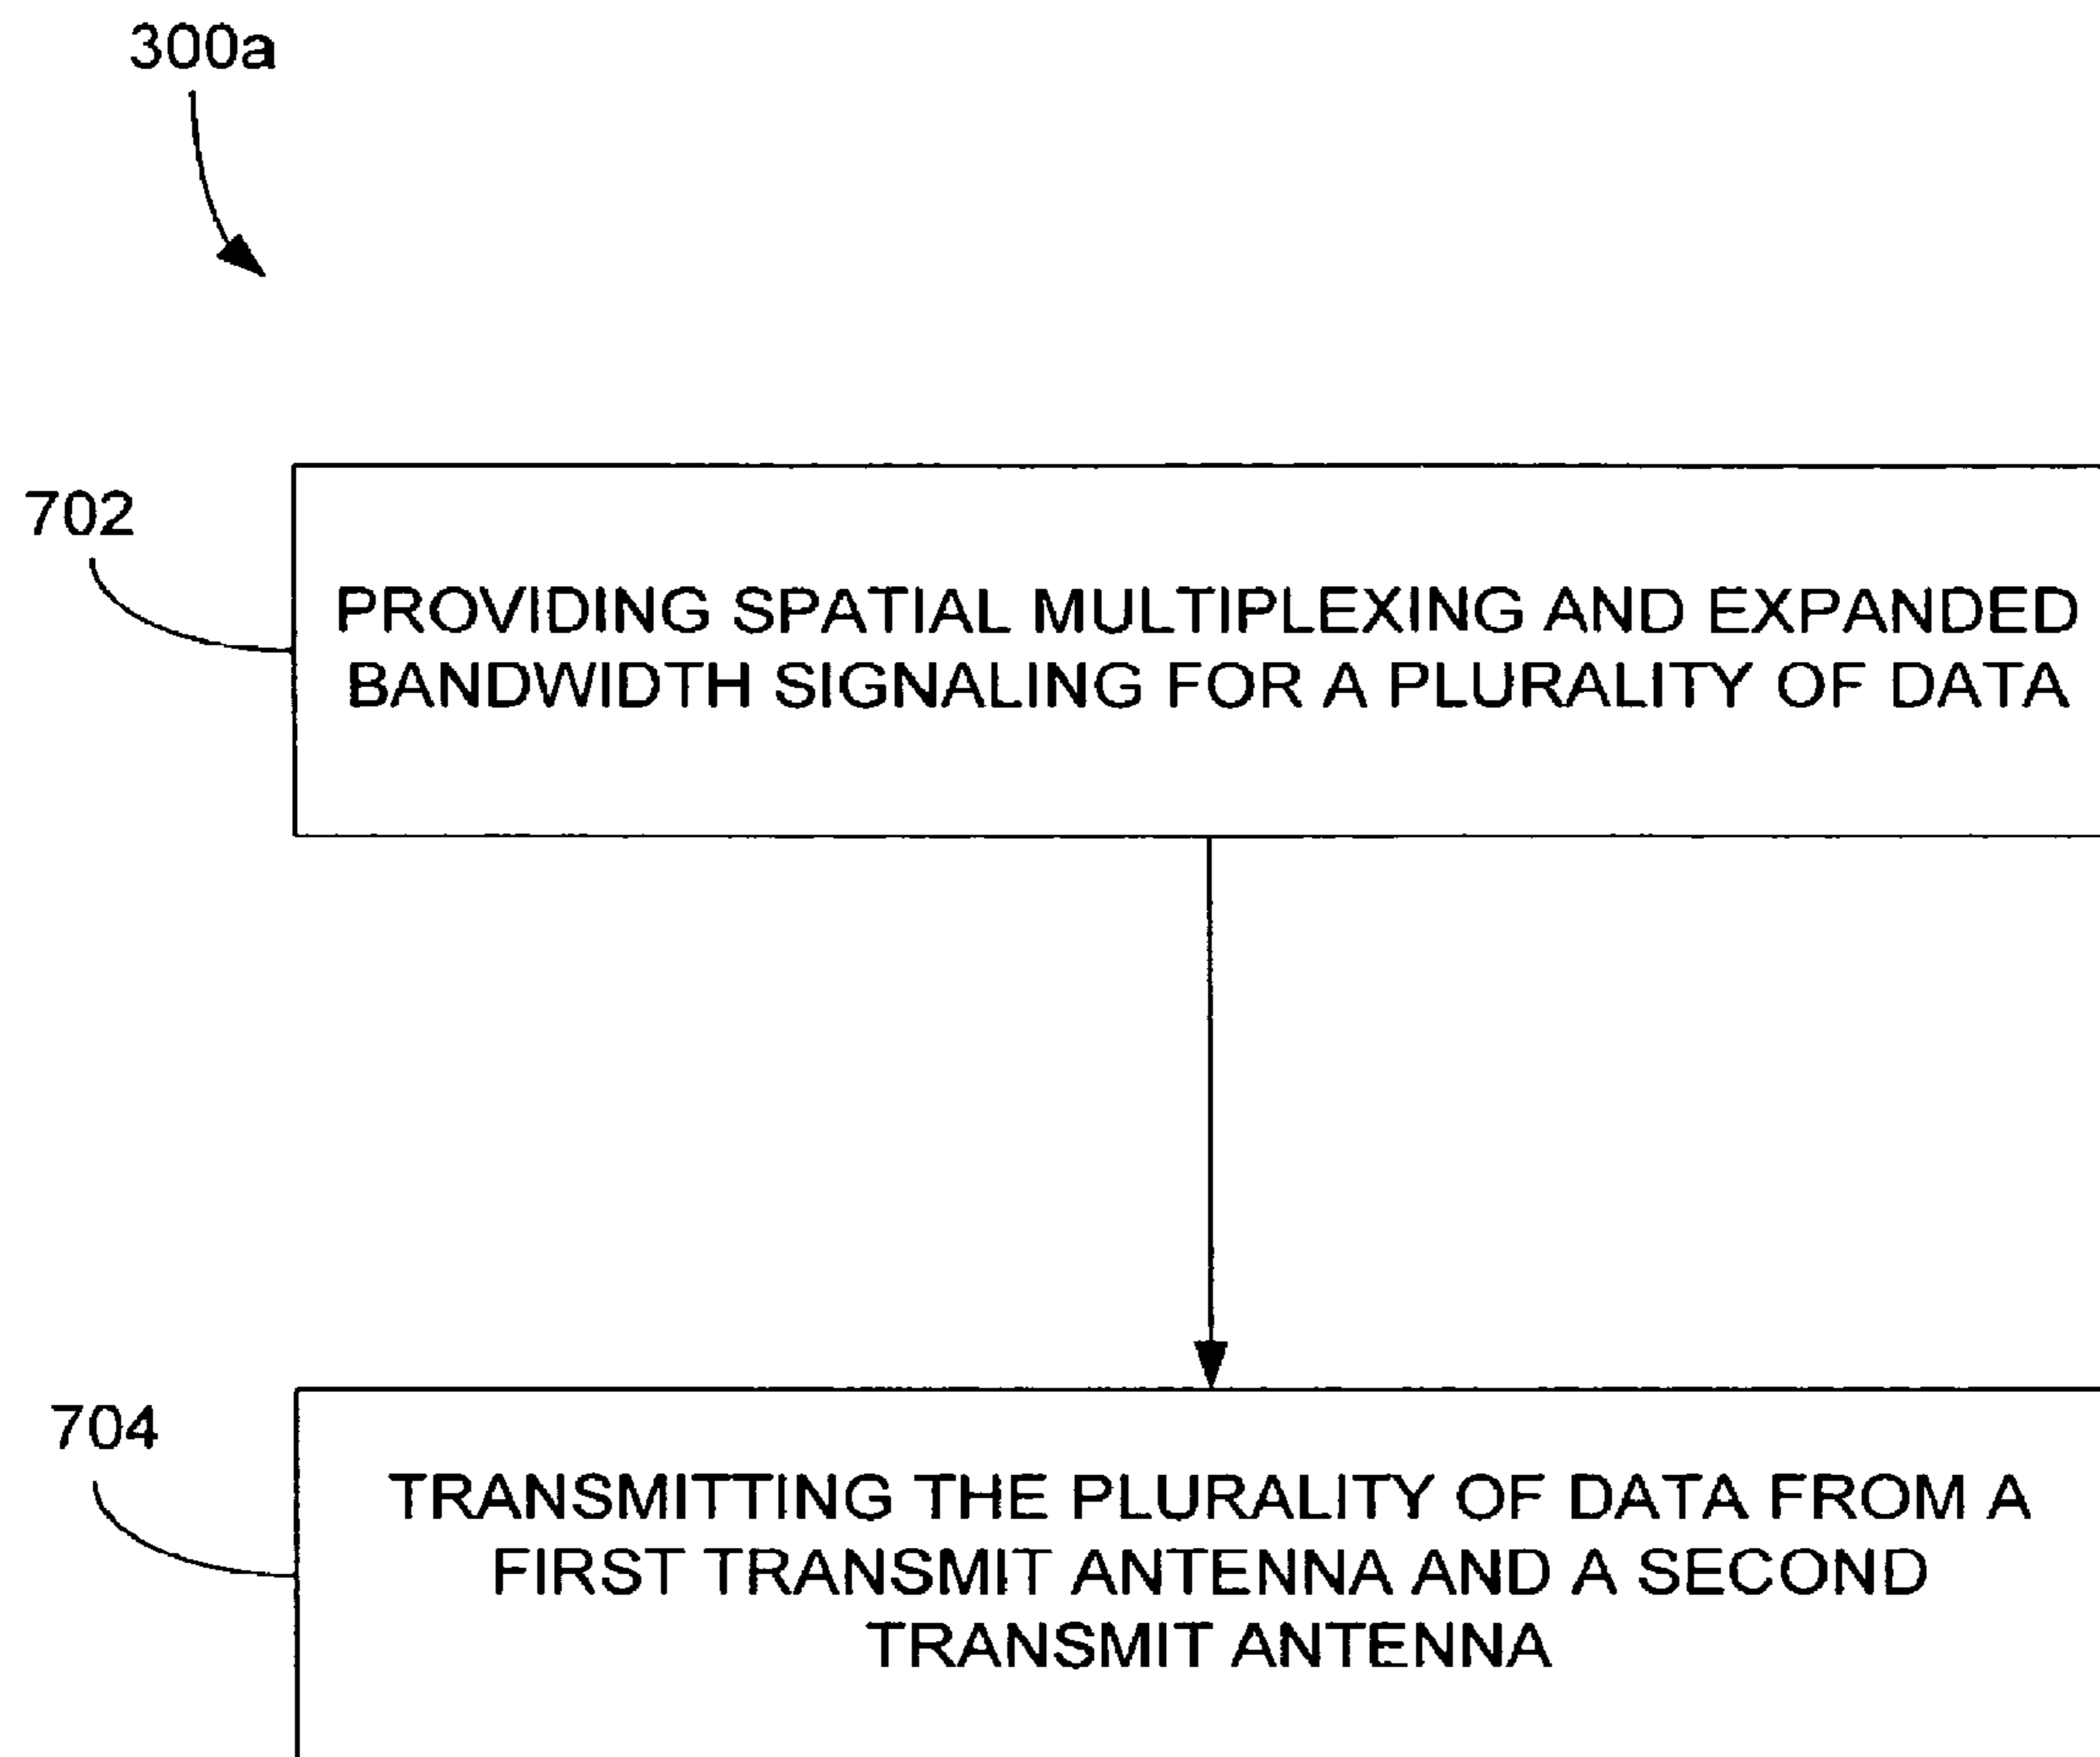 300a
702
PROVIDING SPATIAL MULTIPLEXING AND EXPANDED
BANDWIDTH SIGNALING FOR A PLURALITY OF DATA
704
TRANSMITTING THE PLURALITY OF DATA FROM A
FIRST TRANSMIT ANTENNA AND A SECOND
TRANSMIT ANTENNA